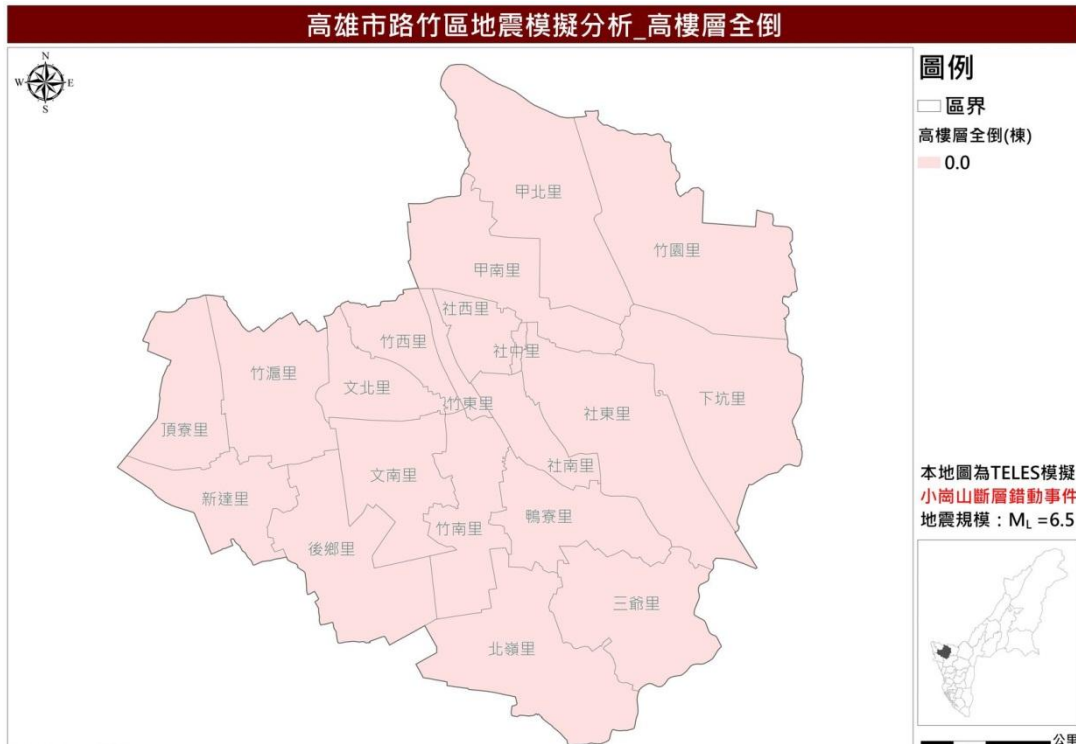 高雄市路竹區地震模擬分析_高樓層全倒
N
W E
S
圖例
區界
高樓層全倒(棟)
0.0
甲北里
竹園里
甲南里
社西里
竹西里
社中里
竹滬里
文北里
下坑里
竹東里
社東里
頂寮里
社南里
文南里
新達里
鴨寮里
竹南里
後鄉里
三爺里
北嶺里
本地圖為TELES模擬
小崗山斷層錯動事件
地震規模：ML =6.5
公里